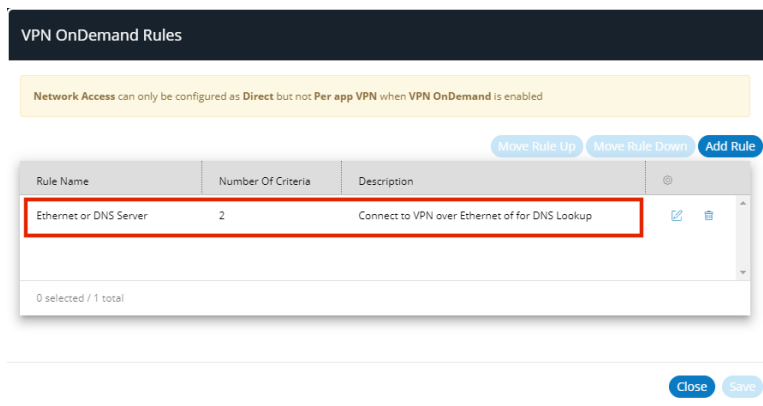 VPN OnDemand Rules
Network Access can only be configured as Direct but not Per app VPN when VPN OnDemand is enabled
Move Rule Up Move Rule Down Add Rule
Rule Name Number Of Criteria Description
Ethernet or DNS Server 2 Connect to VPN over Ethernet of for DNS Lookup
0 selected / 1 total
Close Save